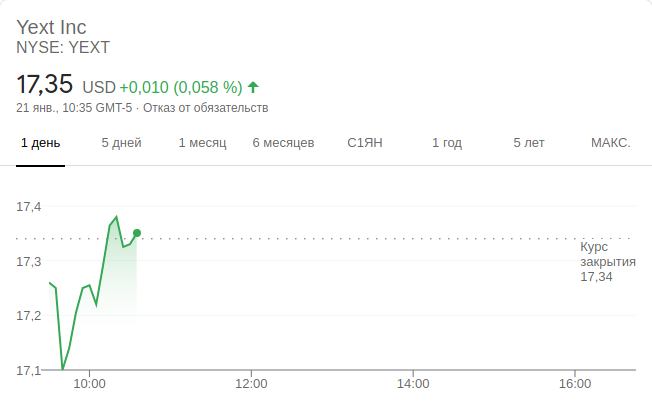 Yext Inc
NYSE: YEXT
17,35 USD +0,010 (0,058 %)
21 янв., 10:35 GMT-5 · Отказ от обязательств
1 день 5 дней 1 месяц 6 месяцев С1ЯН 1 год 5 лет МАКС.
17,4
Курс
закрытия
17,34
17,3
17,2
17,1
10:00 12:00 14:00 16:00